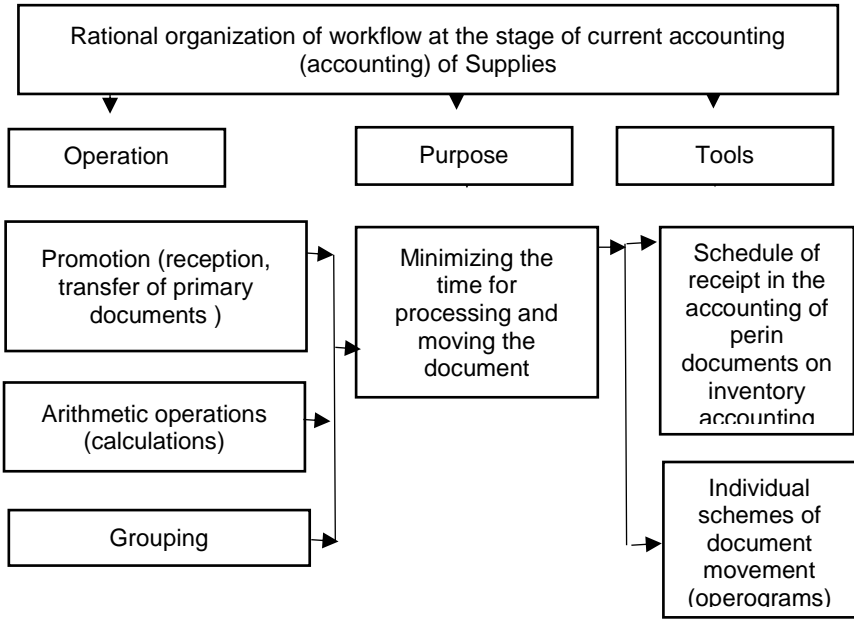 Rational organization of workflow at the stage of current accounting
(accounting) of Supplies
Operation
Purpose
Tools
Promotion (reception,
transfer of primary
documents )
Arithmetic operations
(calculations)
Grouping
Minimizing the
time for
processing and
moving the
document
Schedule of
receipt in the
accounting of
perin
documents on
inventory
accounting
Individual
schemes of
document
movement
(operograms)